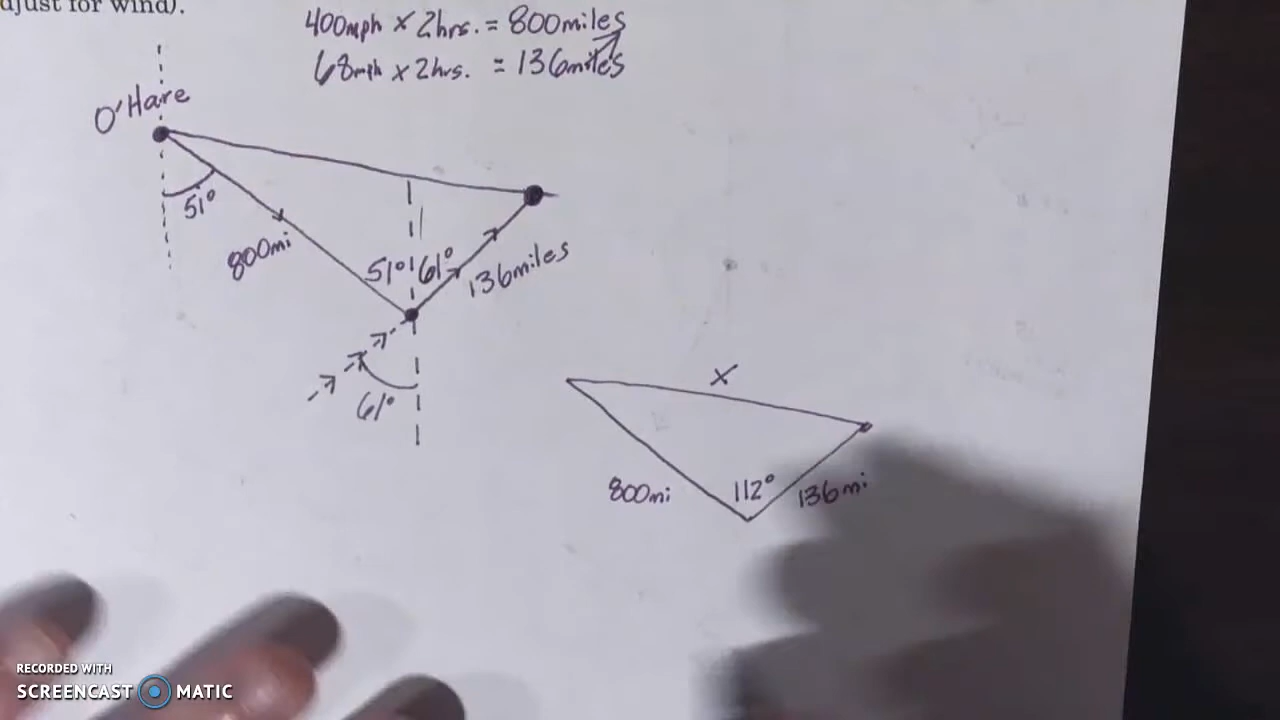 djust for wind).
400mph × 2hrs. = 800miles
68mph × 2hrs. = 136miles
O'Hare
51°
800mi
51° 61°
136miles
61°
x
800mi
112°
136mi
RECORDED WITH
SCREENCAST MATIC